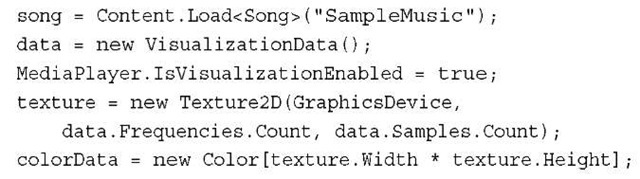 song = Content.Load<Song>("SampleMusic");
data = new VisualizationData();
MediaPlayer.IsVisualizationEnabled = true;
texture = new Texture2D(GraphicsDevice,
    data.Frequencies.Count, data.Samples.Count);
colorData = new Color[texture.Width * texture.Height];